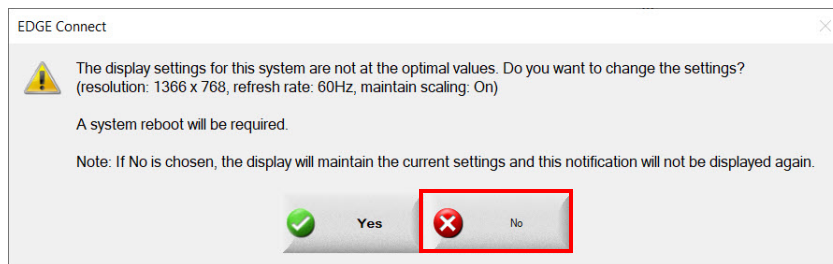 EDGE Connect
The display settings for this system are not at the optimal values. Do you want to change the settings?
(resolution: 1366 x 768, refresh rate: 60Hz, maintain scaling: On)
A system reboot will be required.
Note: If No is chosen, the display will maintain the current settings and this notification will not be displayed again.
Yes
No